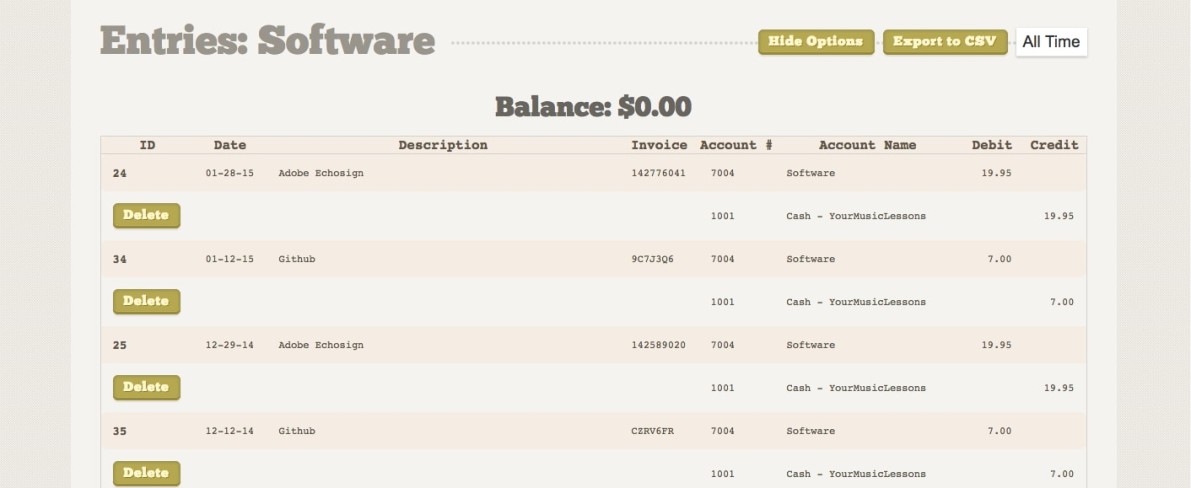 Entries: Software Hide Options Export to CSV All Time
Balance: $0.00
ID Date Description Invoice Account # Account Name Debit Credit
24 01-28-15 Adobe Echosign 142776041 7004 Software 19.95
Delete 1001 Cash - YourMusicLessons 19.95
34 01-12-15 Github 9C7J3Q6 7004 Software 7.00
Delete 1001 Cash - YourMusicLessons 7.00
25 12-29-14 Adobe Echosign 142589020 7004 Software 19.95
Delete 1001 Cash - YourMusicLessons 19.95
35 12-12-14 Github CZRV6FR 7004 Software 7.00
Delete 1001 Cash - YourMusicLessons 7.00